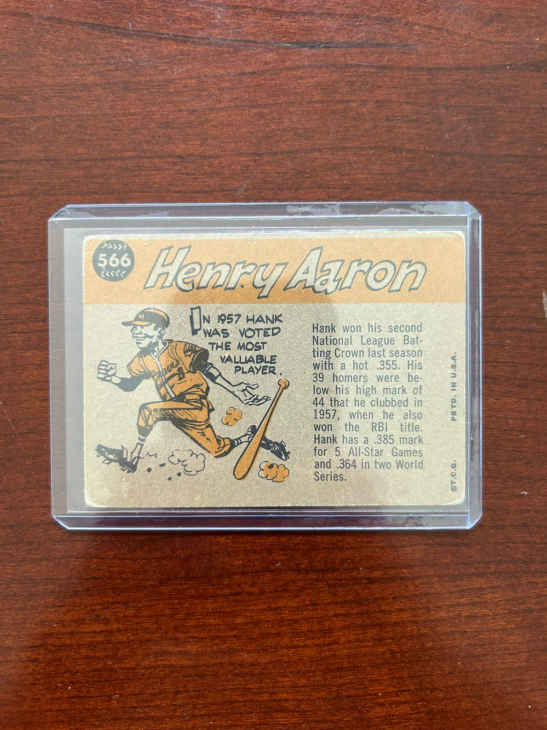 566
Henry Aaron
IN 1957 HANK
WAS VOTED
THE MOST
VALUABLE
PLAYER.
Hank won his second
National League Bat-
ting Crown last season
with a hot .355. His
39 homers were be-
low his high mark of
44 that he clubbed in
1957, when he also
won the RBI title.
Hank has a .385 mark
for 5 All-Star Games
and .364 in two World
Series.
©T.C.G. PRTD. IN U.S.A.